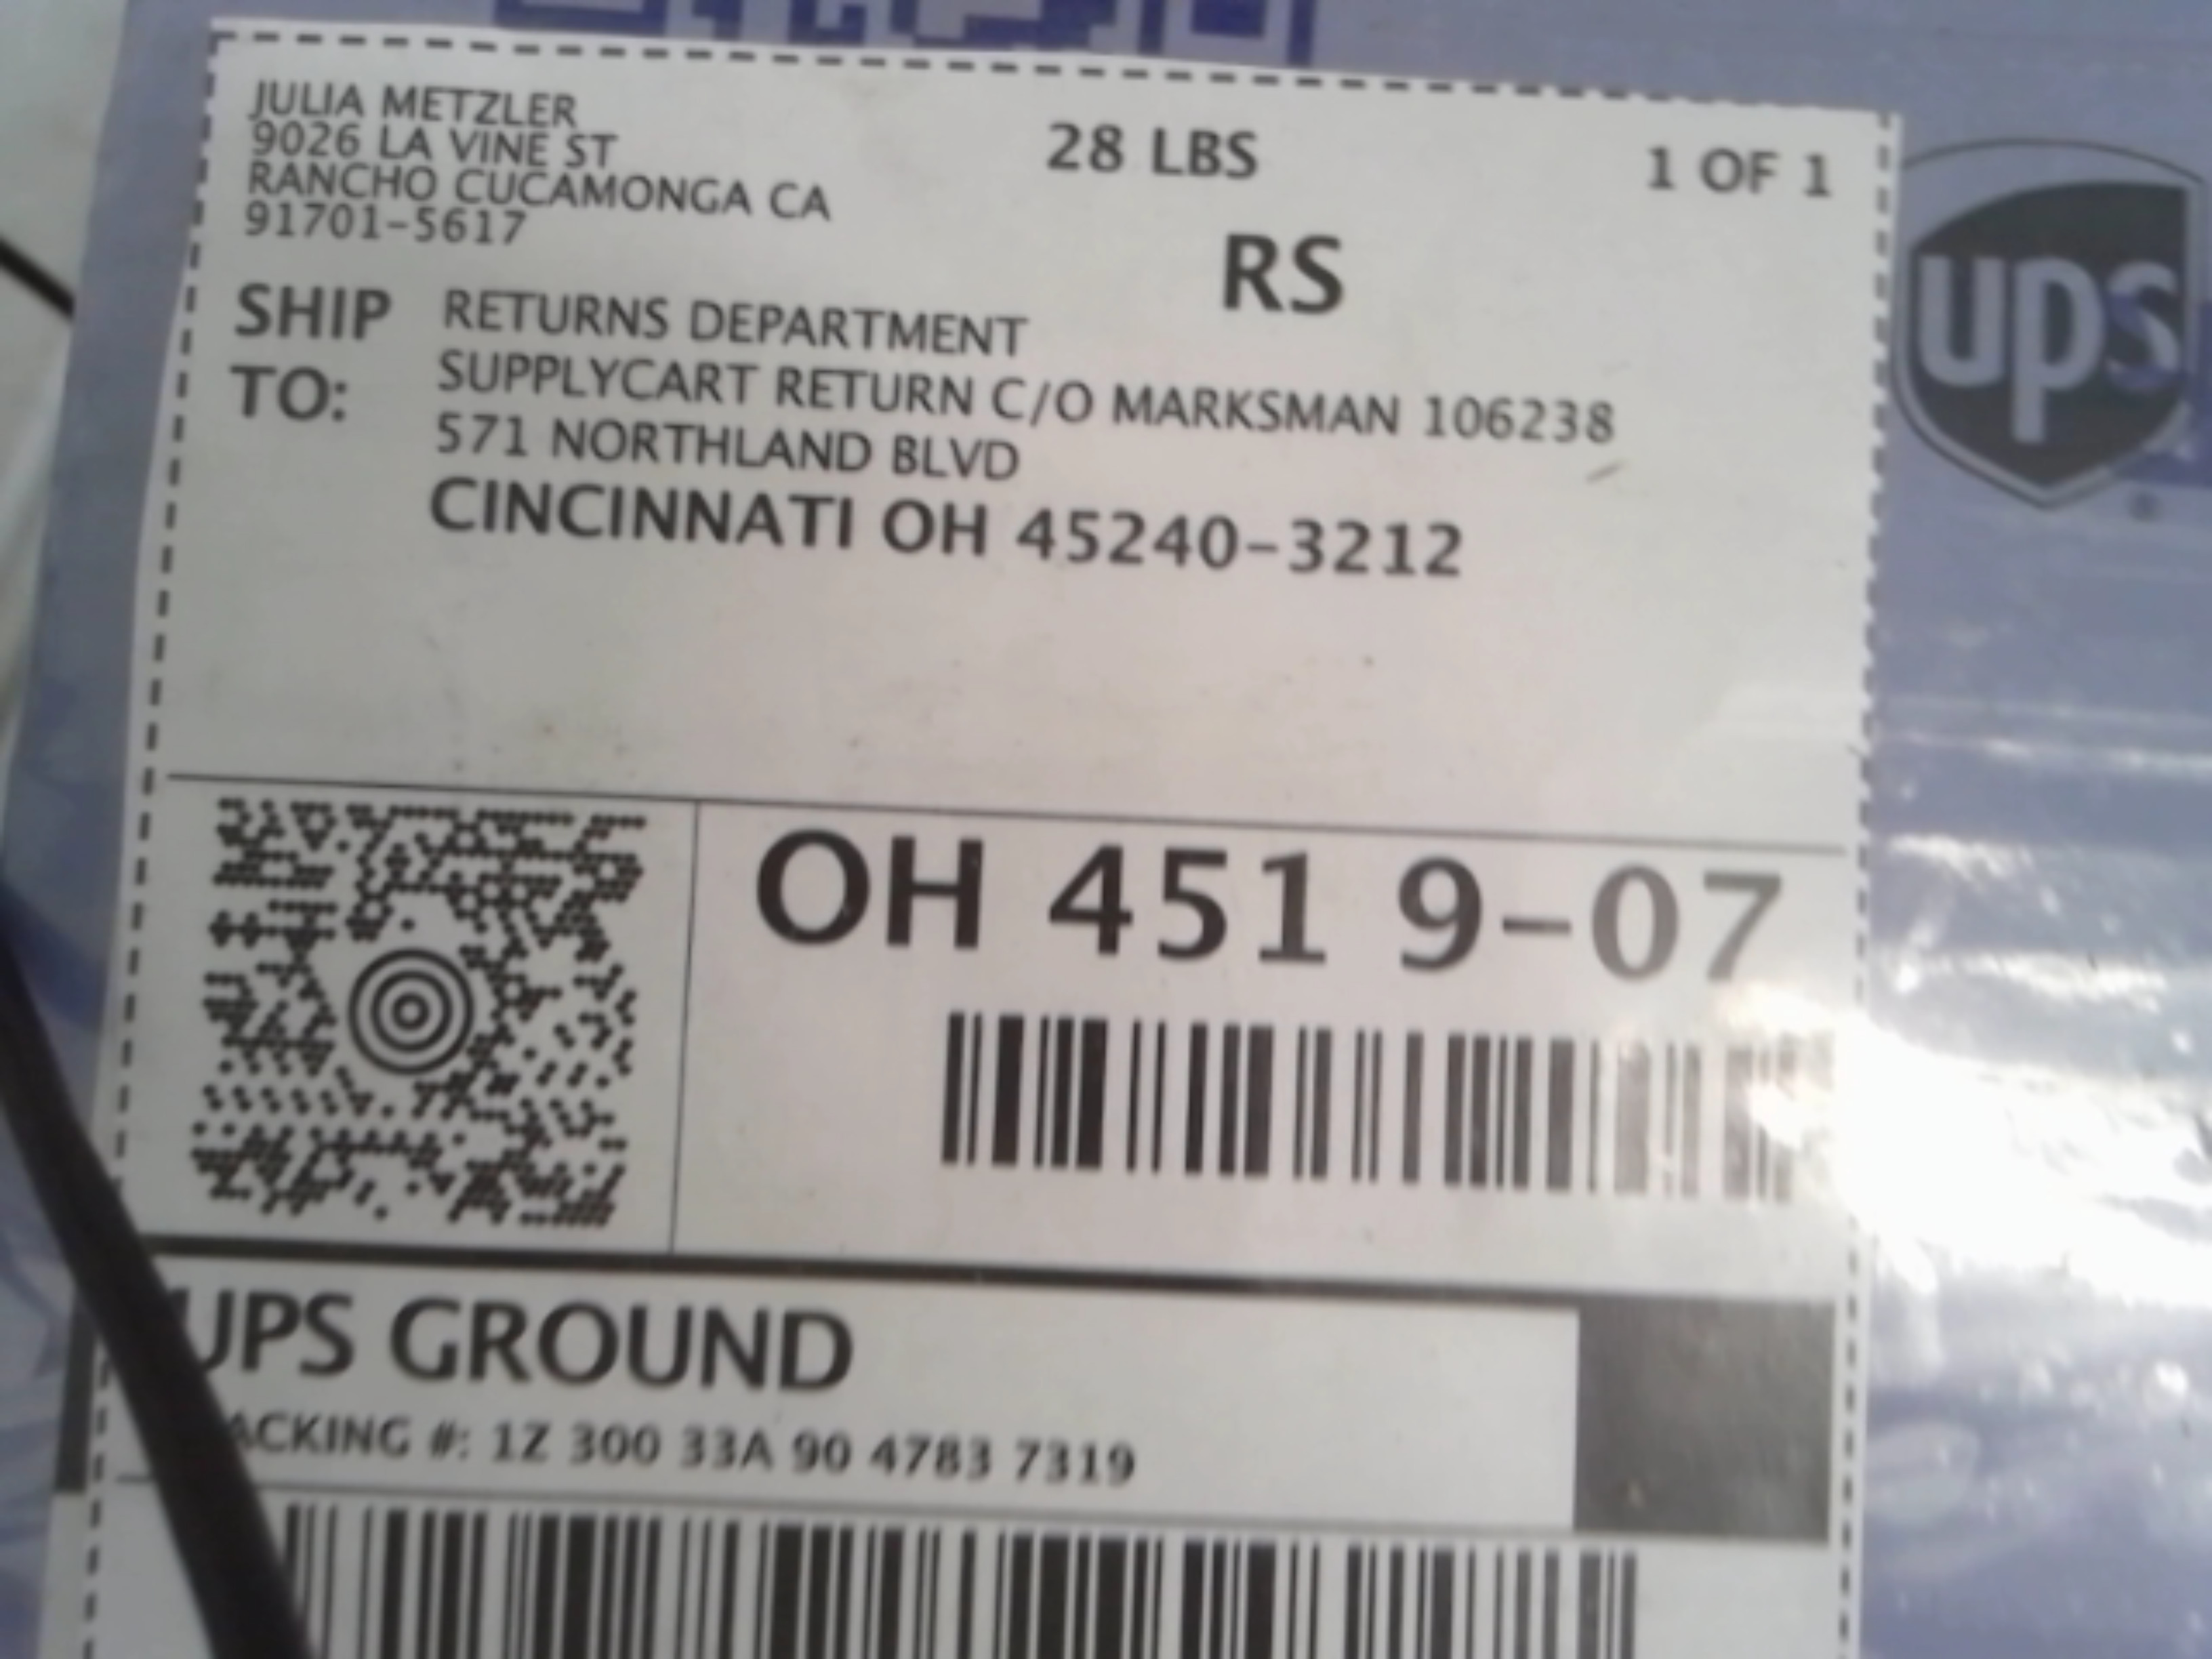 JULIA METZLER
9026 LA VINE ST
RANCHO CUCAMONGA CA
91701-5617
28 LBS
1 OF 1
RS
SHIP TO:
RETURNS DEPARTMENT
SUPPLYCART RETURN C/O MARKSMAN 106238
571 NORTHLAND BLVD
CINCINNATI OH 45240-3212
ups
OH 451 9-07
UPS GROUND
ACKING #: 1Z 300 33A 90 4783 7319